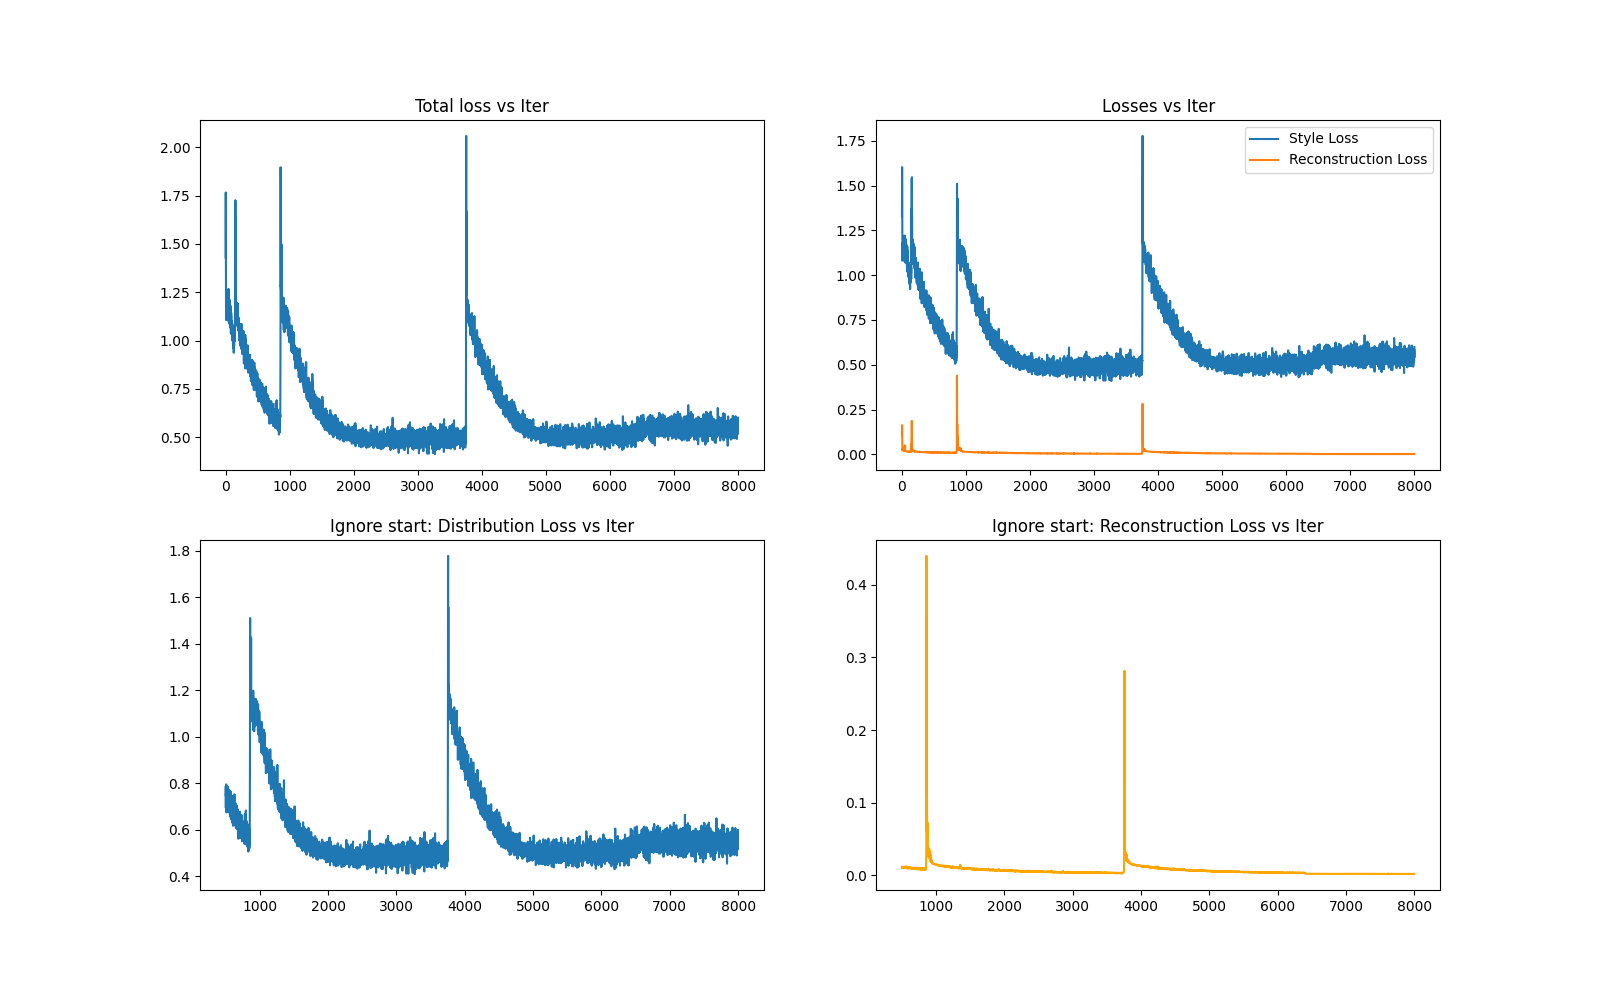 Total loss vs Iter
2.00
1.75
1.50
1.25
1.00
0.75
0.50
0 1000 2000 3000 4000 5000 6000 7000 8000
Losses vs Iter
Style Loss
Reconstruction Loss
1.75
1.50
1.25
1.00
0.75
0.50
0.25
0.00
0 1000 2000 3000 4000 5000 6000 7000 8000
Ignore start: Distribution Loss vs Iter
1.8
1.6
1.4
1.2
1.0
0.8
0.6
0.4
1000 2000 3000 4000 5000 6000 7000 8000
Ignore start: Reconstruction Loss vs Iter
0.4
0.3
0.2
0.1
0.0
1000 2000 3000 4000 5000 6000 7000 8000